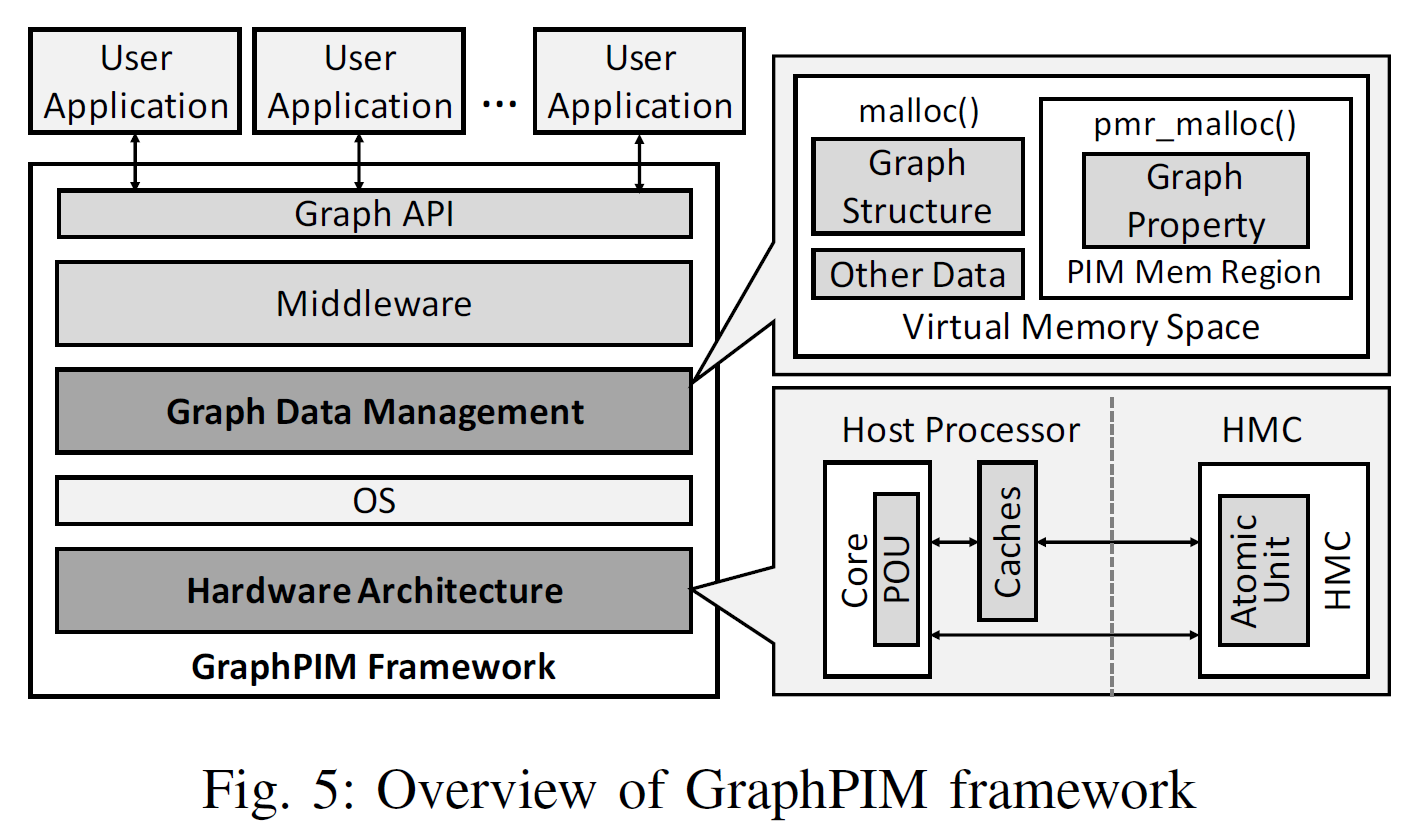 User
Application
User
Application
...
User
Application
Graph API
Middleware
Graph Data Management
OS
Hardware Architecture
GraphPIM Framework
malloc()
Graph
Structure
Other Data
pmr_malloc()
Graph
Property
PIM Mem Region
Virtual Memory Space
Host Processor
HMC
Core
POU
Caches
Atomic
Unit
HMC
Fig. 5: Overview of GraphPIM framework